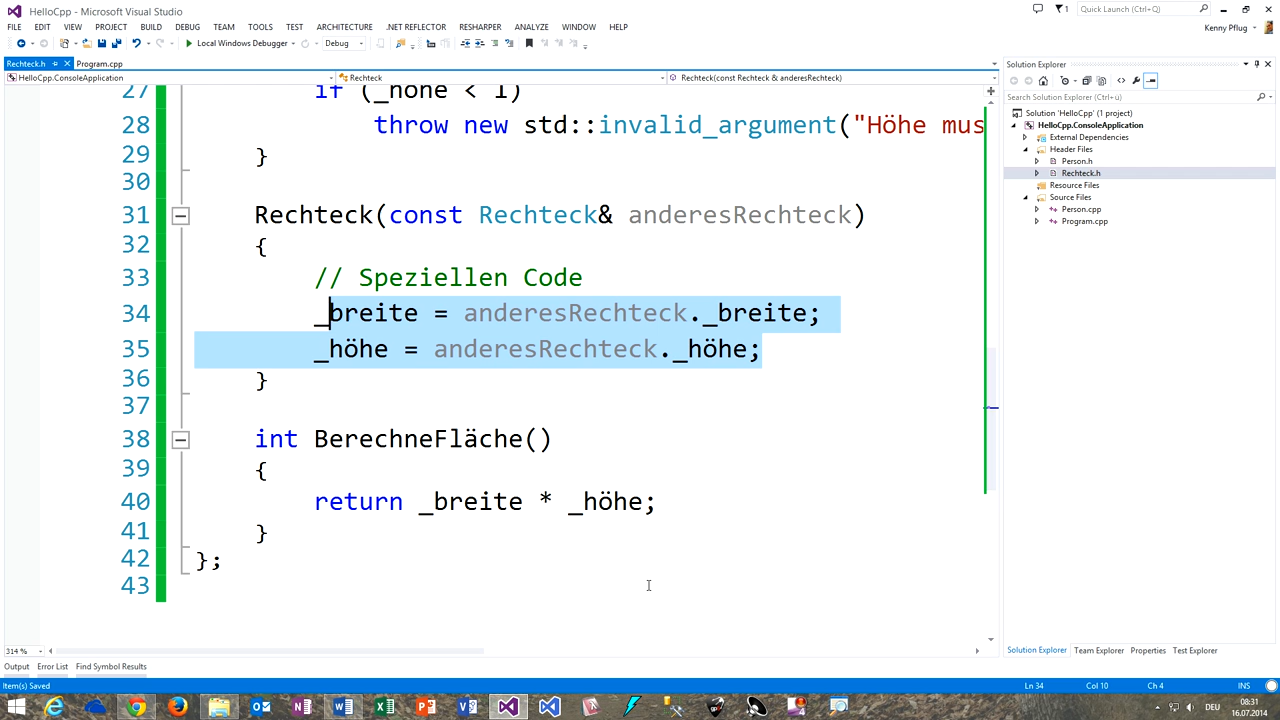 HelloCpp - Microsoft Visual Studio
1
Quick Launch (Ctrl+Ü)
FILE EDIT VIEW PROJECT BUILD DEBUG TEAM TOOLS TEST ARCHITECTURE .NET REFLECTOR RESHARPER ANALYZE WINDOW HELP
Kenny Pflug
Local Windows Debugger
Debug
Rechteck.h
Program.cpp
HelloCpp.ConsoleApplication
Rechteck
Rechteck(const Rechteck & anderesRechteck)
27 if (_höhe < 1)
28 throw new std::invalid_argument("Höhe mus
29 }
30
31 Rechteck(const Rechteck& anderesRechteck)
32 {
33 // Speziellen Code
34 _breite = anderesRechteck._breite;
35 _höhe = anderesRechteck._höhe;
36 }
37
38 int BerechneFläche()
39 {
40 return _breite * _höhe;
41 }
42 };
43
314 %
Solution Explorer
Search Solution Explorer (Ctrl+ü)
Solution 'HelloCpp' (1 project)
HelloCpp.ConsoleApplication
External Dependencies
Header Files
Person.h
Rechteck.h
Resource Files
Source Files
Person.cpp
Program.cpp
Solution Explorer Team Explorer Properties Test Explorer
Output Error List Find Symbol Results
Item(s) Saved
Ln 34 Col 10 Ch 4 INS
DEU
08:31
16.07.2014